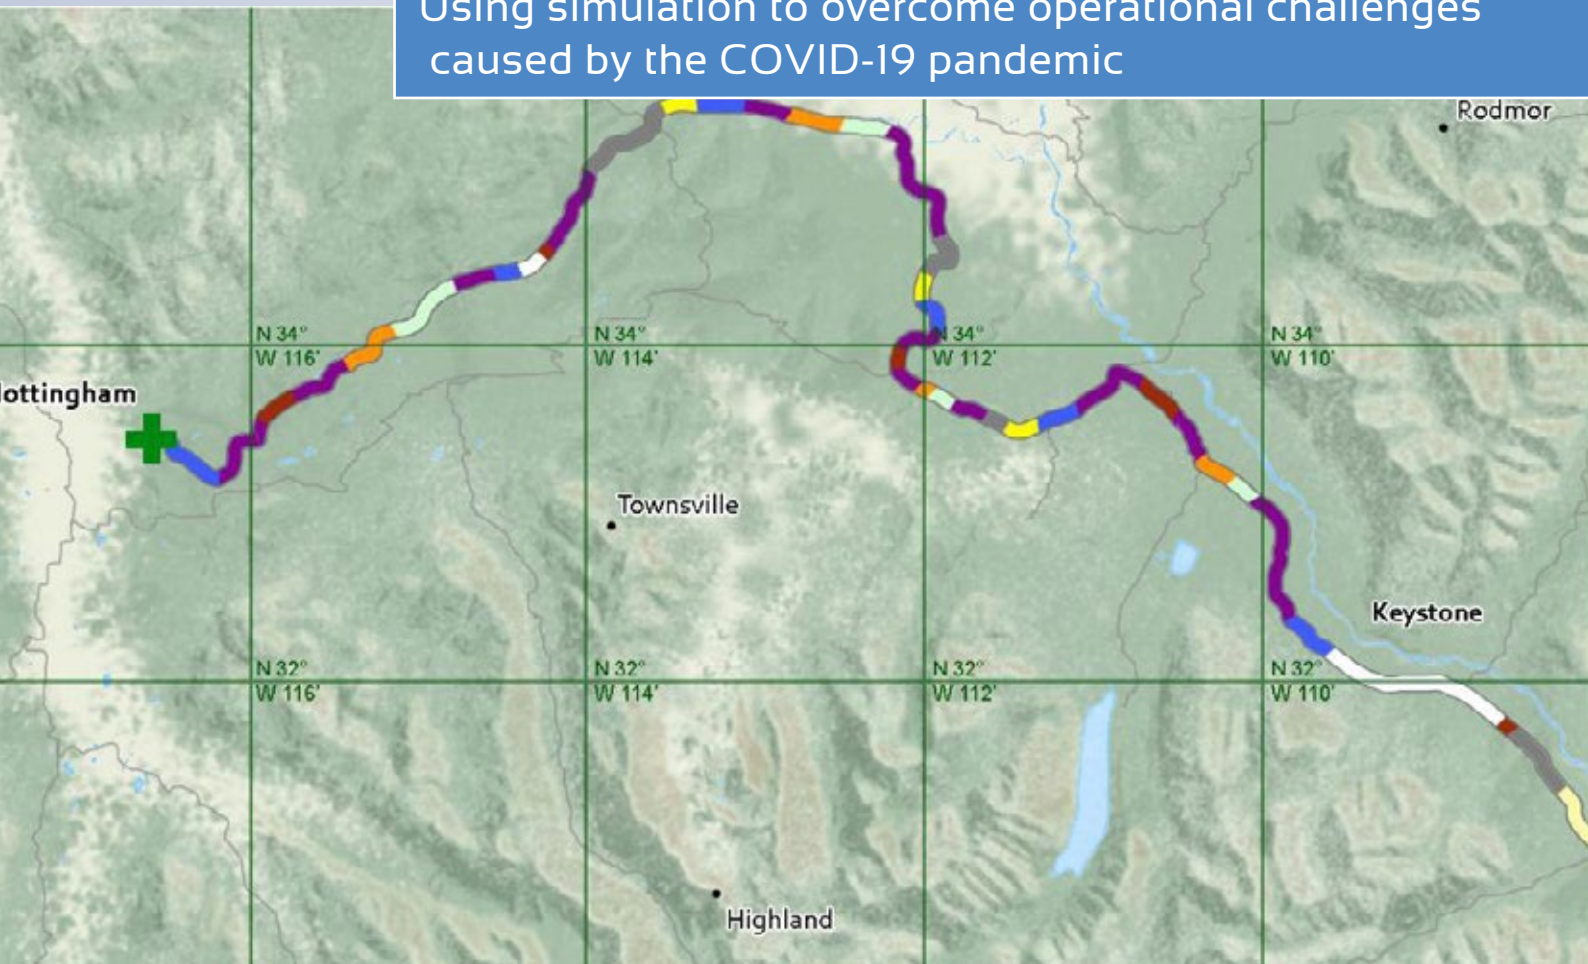 Using simulation to overcome operational challenges
caused by the COVID-19 pandemic
Rodmor
N 34°
W 116'
N 34°
W 114'
N 34°
W 112'
N 34°
W 110'
ottingham
Townsville
Keystone
N 32°
W 116'
N 32°
W 114'
N 32°
W 112'
N 32°
W 110'
Highland